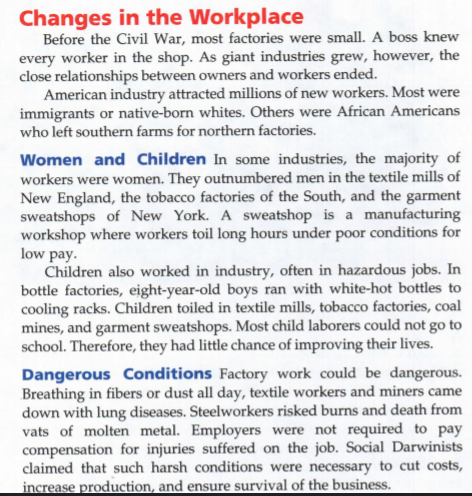 Changes in the Workplace
Before the Civil War, most factories were small. A boss knew
every worker in the shop. As giant industries grew, however, the
close relationships between owners and workers ended.
American industry attracted millions of new workers. Most were
immigrants or native-born whites. Others were African Americans
who left southern farms for northern factories.
Women and Children In some industries, the majority of
workers were women. They outnumbered men in the textile mills of
New England, the tobacco factories of the South, and the garment
sweatshops of New York. A sweatshop is a manufacturing
workshop where workers toil long hours under poor conditions for
low pay.
Children also worked in industry, often in hazardous jobs. In
bottle factories, eight-year-old boys ran with white-hot bottles to
cooling racks. Children toiled in textile mills, tobacco factories, coal
mines, and garment sweatshops. Most child laborers could not go to
school. Therefore, they had little chance of improving their lives.
Dangerous Conditions Factory work could be dangerous.
Breathing in fibers or dust all day, textile workers and miners came
down with lung diseases. Steelworkers risked burns and death from
vats of molten metal. Employers were not required to pay
compensation for injuries suffered on the job. Social Darwinists
claimed that such harsh conditions were necessary to cut costs,
increase production, and ensure survival of the business.